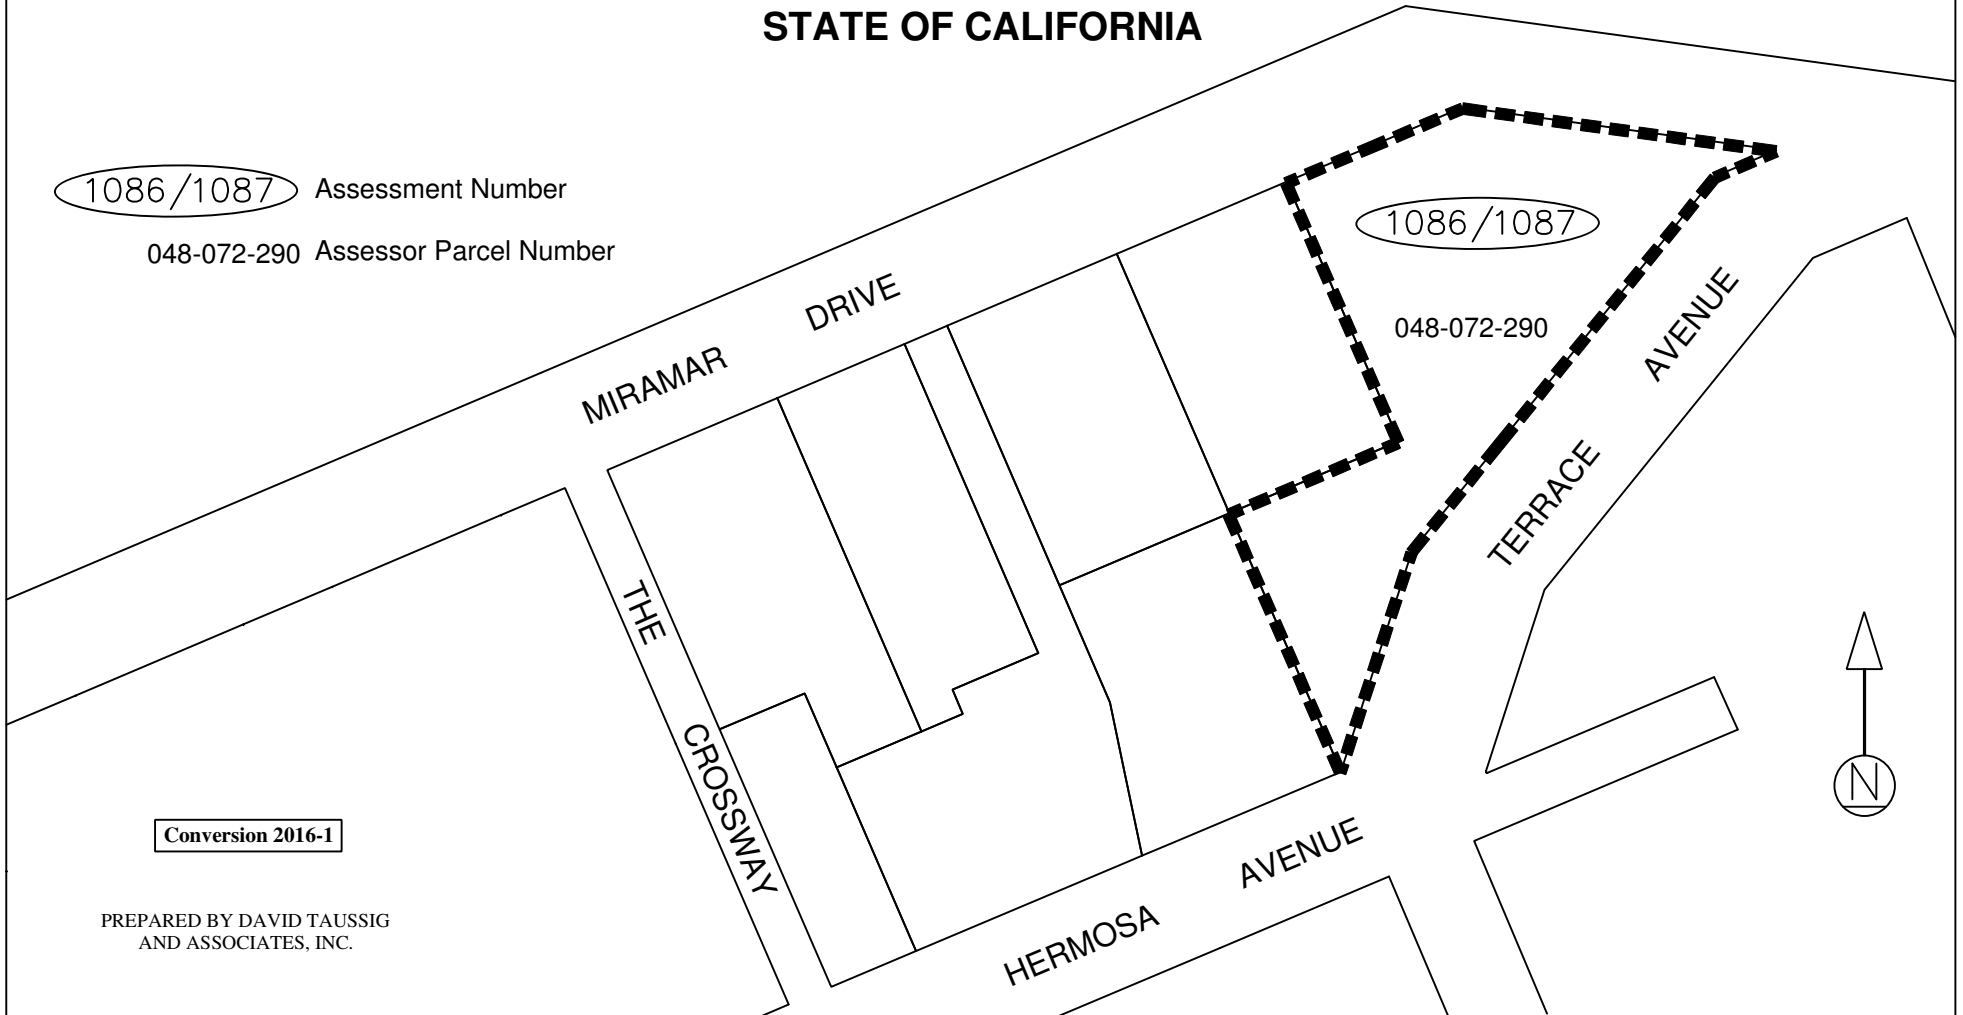 STATE OF CALIFORNIA
1086/1087 Assessment Number
048-072-290 Assessor Parcel Number
1086/1087
048-072-290
MIRAMAR DRIVE
TERRACE AVENUE
THE CROSSWAY
HERMOSA AVENUE
N
Conversion 2016-1
PREPARED BY DAVID TAUSSIG
AND ASSOCIATES, INC.